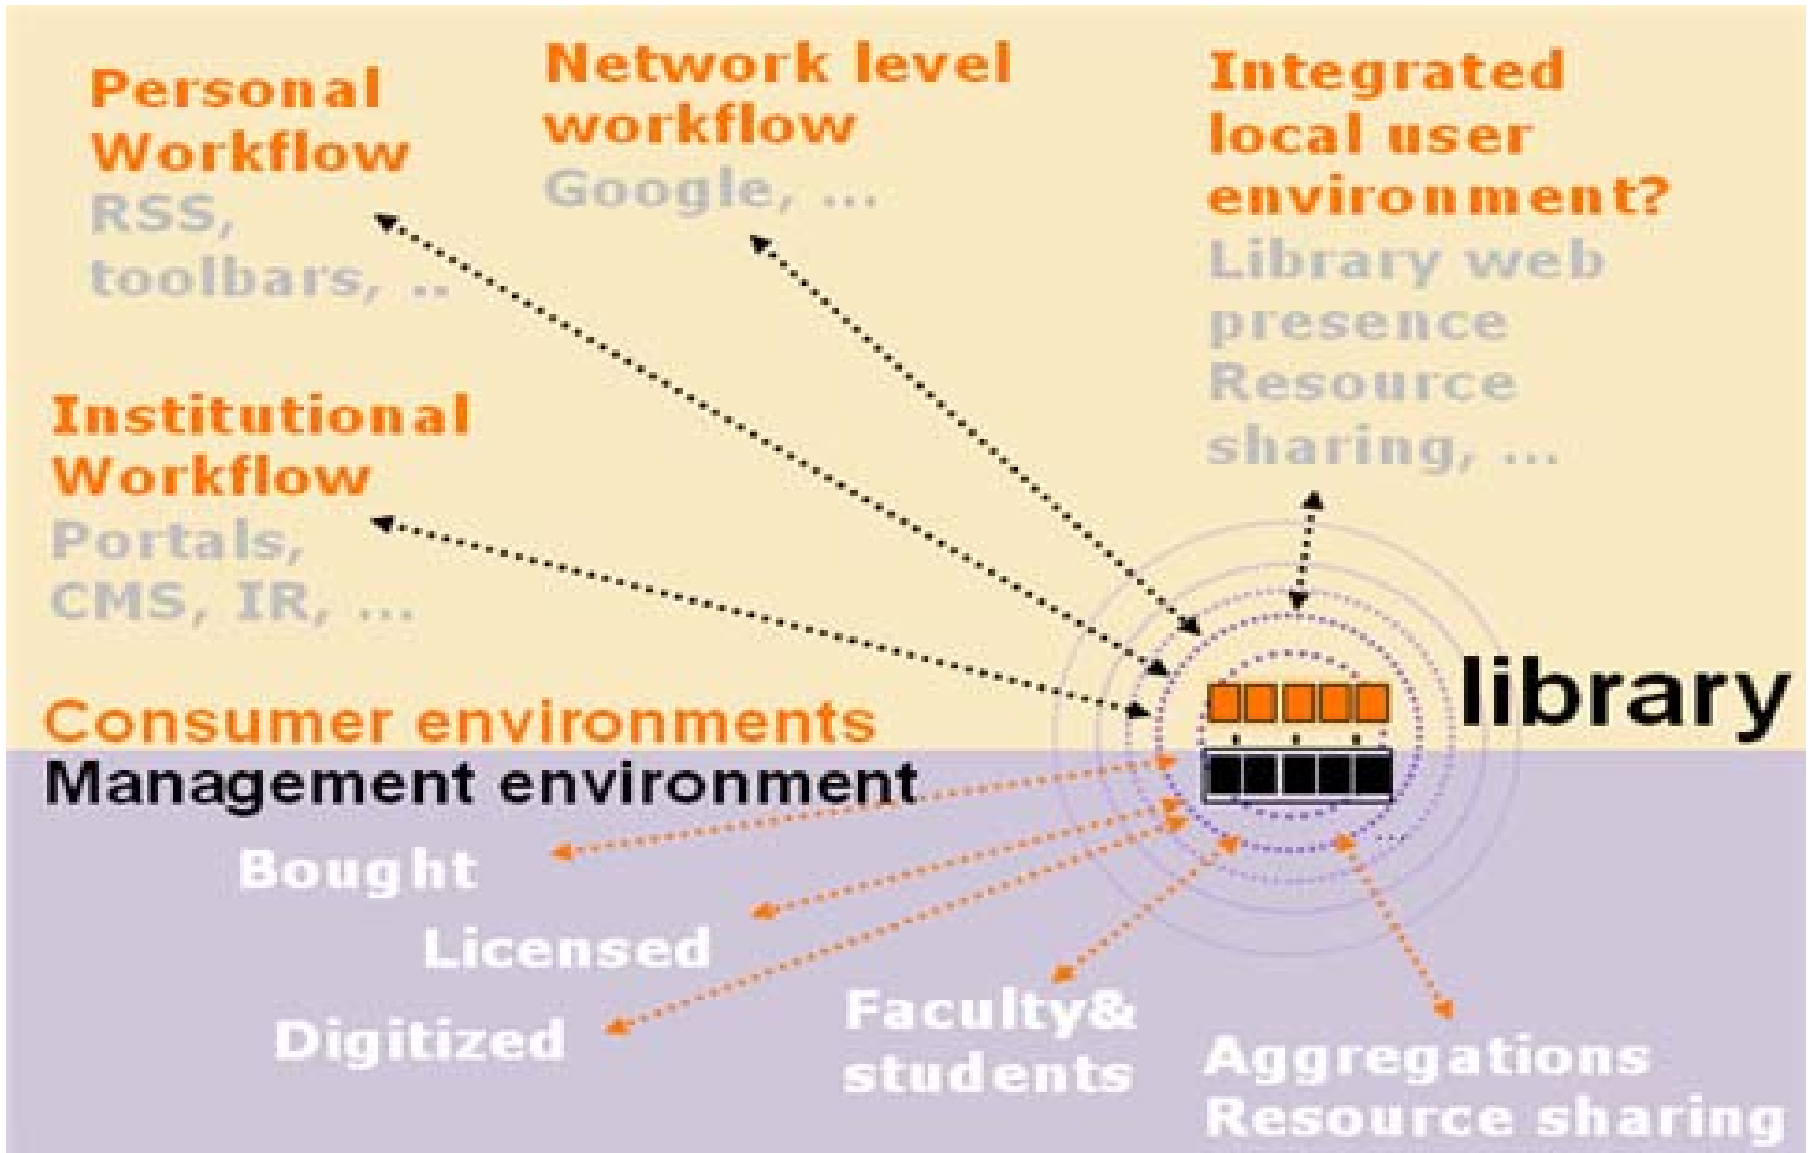 Personal
Workflow
RSS,
toolbars, ..
Network level
workflow
Google, ...
Integrated
local user
environment?
Library web
presence
Resource
sharing, ...
Institutional
Workflow
Portals,
CMS, IR, ...
library
Consumer environments
Management environment
Bought
Licensed
Digitized
Faculty&
students
Aggregations
Resource sharing
...